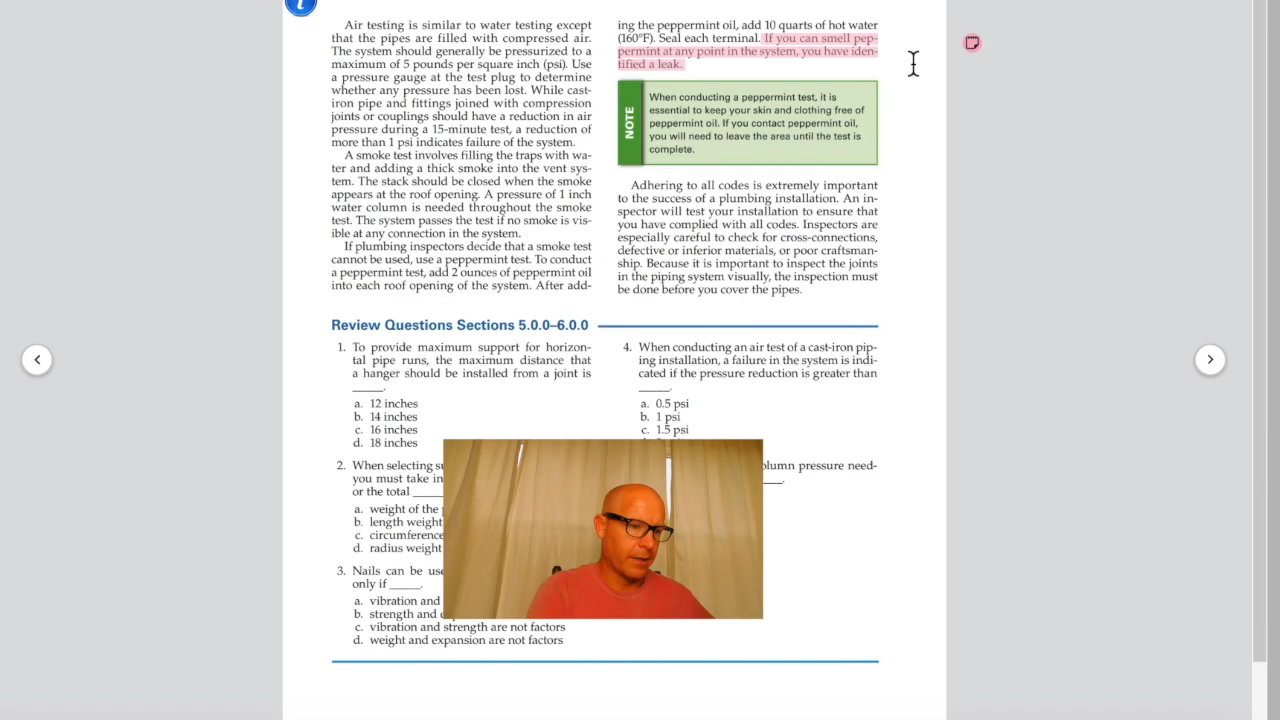 Air testing is similar to water testing except
that the pipes are filled with compressed air.
The system should generally be pressurized to a
maximum of 5 pounds per square inch (psi). Use
a pressure gauge at the test plug to determine
whether any pressure has been lost. While cast-
iron pipe and fittings joined with compression
joints or couplings should have a reduction in air
pressure during a 15-minute test, a reduction of
more than 1 psi indicates failure of the system.
A smoke test involves filling the traps with wa-
ter and adding a thick smoke into the vent sys-
tem. The stack should be closed when the smoke
appears at the roof opening. A pressure of 1 inch
water column is needed throughout the smoke
test. The system passes the test if no smoke is vis-
ible at any connection in the system.
If plumbing inspectors decide that a smoke test
cannot be used, use a peppermint test. To conduct
a peppermint test, add 2 ounces of peppermint oil
into each roof opening of the system. After add-
ing the peppermint oil, add 10 quarts of hot water
(160°F). Seal each terminal. If you can smell pep-
permint at any point in the system, you have iden-
tified a leak.
NOTE
When conducting a peppermint test, it is
essential to keep your skin and clothing free of
peppermint oil. If you contact peppermint oil,
you will need to leave the area until the test is
complete.
Adhering to all codes is extremely important
to the success of a plumbing installation. An in-
spector will test your installation to ensure that
you have complied with all codes. Inspectors are
especially careful to check for cross-connections,
defective or inferior materials, or poor craftsman-
ship. Because it is important to inspect the joints
in the piping system visually, the inspection must
be done before you cover the pipes.
Review Questions Sections 5.0.0–6.0.0
1. To provide maximum support for horizon-
tal pipe runs, the maximum distance that
a hanger should be installed from a joint is
_____.
a. 12 inches
b. 14 inches
c. 16 inches
d. 18 inches
2. When selecting
you must take
or the total _____
a. weight of the
b. length weight
c. circumference
d. radius weight
3. Nails can be
only if _____.
a. vibration and
b. strength and
c. vibration and strength are not factors
d. weight and expansion are not factors
4. When conducting an air test of a cast-iron pip-
ing installation, a failure in the system is indi-
cated if the pressure reduction is greater than
_____.
a. 0.5 psi
b. 1 psi
c. 1.5 psi
pressure need-